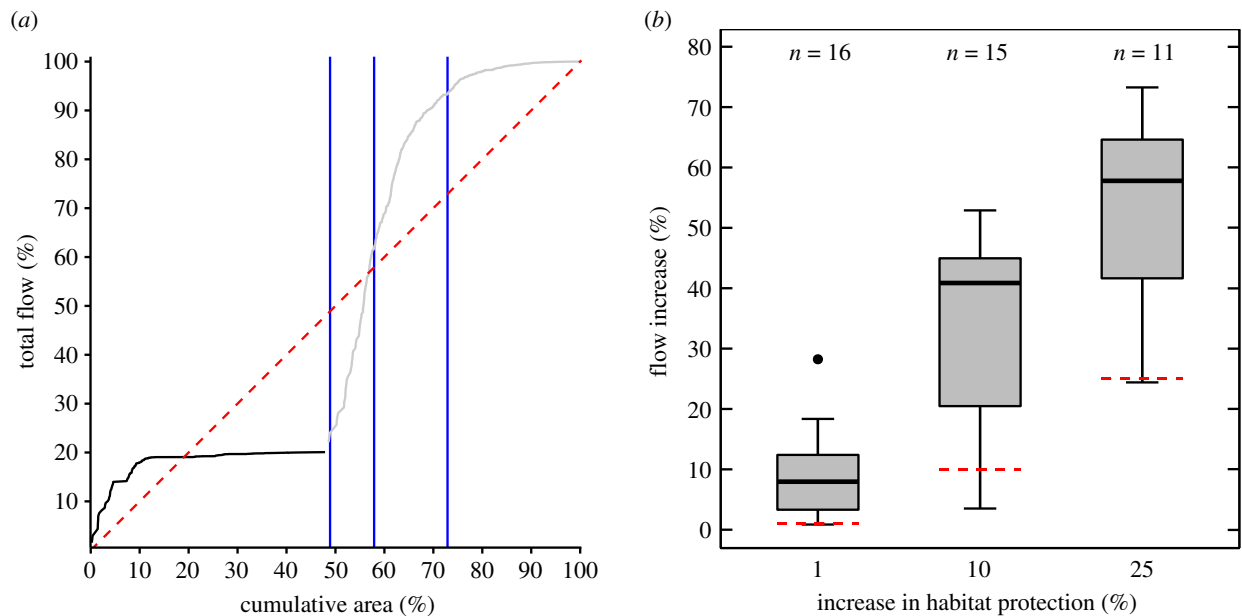 (a)
100
90
80
70
60
50
40
30
20
10
total flow (%)
0 10 20 30 40 50 60 70 80 90 100
cumulative area (%)
(b)
n = 16 n = 15 n = 11
80
70
60
50
40
30
20
10
0
flow increase (%)
1 10 25
increase in habitat protection (%)